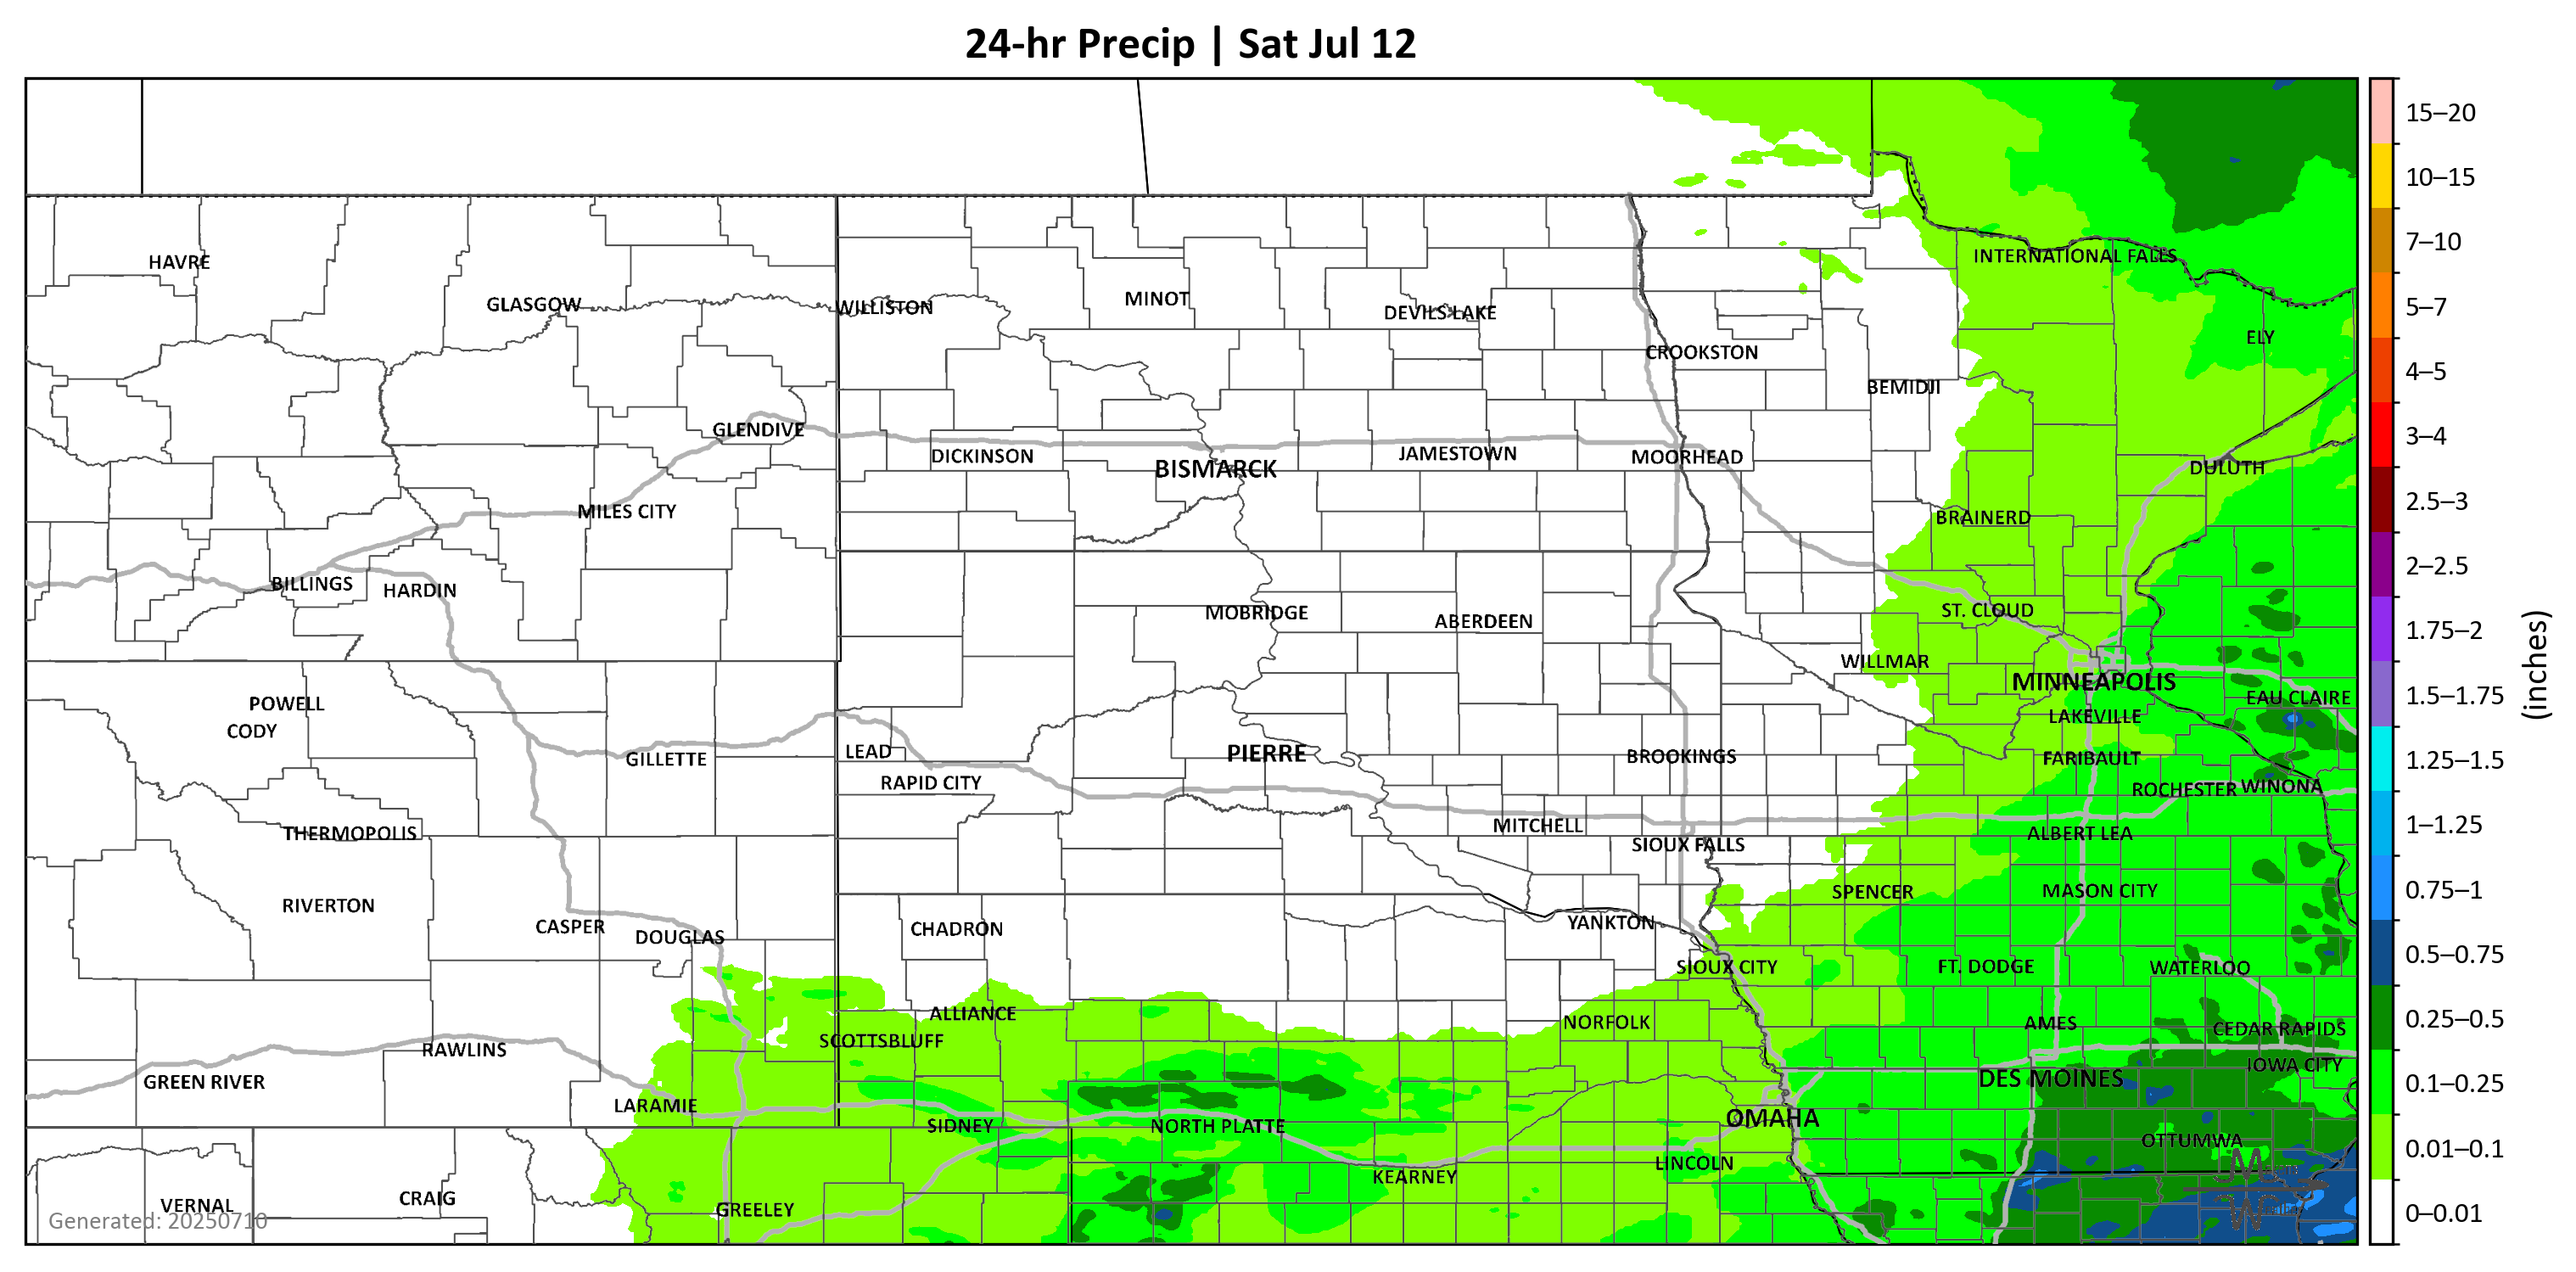 24-hr Precip | Sat Jul 12
15–20
10–15
INTERNATIONAL FALLS
7–10
HAVRE
GLASGOW
WILLISTON
MINOT
DEVILS LAKE
5–7
ELY
CROOKSTON
4–5
BEMIDJI
GLENDIVE
3–4
DICKINSON
BISMARCK
JAMESTOWN
MOORHEAD
DULUTH
2.5–3
MILES CITY
BRAINERD
2–2.5
BILLINGS
HARDIN
MOBRIDGE
ABERDEEN
ST. CLOUD
1.75–2
WILLMAR
MINNEAPOLIS
(inches)
POWELL
EAU CLAIRE
1.5–1.75
CODY
LAKEVILLE
GILLETTE
LEAD
PIERRE
BROOKINGS
FARIBAULT
1.25–1.5
RAPID CITY
ROCHESTER
WINONA
THERMOPOLIS
MITCHELL
ALBERT LEA
1–1.25
SIOUX FALLS
RIVERTON
SPENCER
MASON CITY
0.75–1
CASPER
DOUGLAS
CHADRON
YANKTON
SIOUX CITY
FT. DODGE
WATERLOO
0.5–0.75
ALLIANCE
NORFOLK
AMES
CEDAR RAPIDS
0.25–0.5
SCOTTSBLUFF
RAWLINS
IOWA CITY
GREEN RIVER
DES MOINES
0.1–0.25
LARAMIE
SIDNEY
NORTH PLATTE
OMAHA
OTTUMWA
0.01–0.1
KEARNEY
LINCOLN
VERNAL
CRAIG
GREELEY
Generated: 20250710
0–0.01